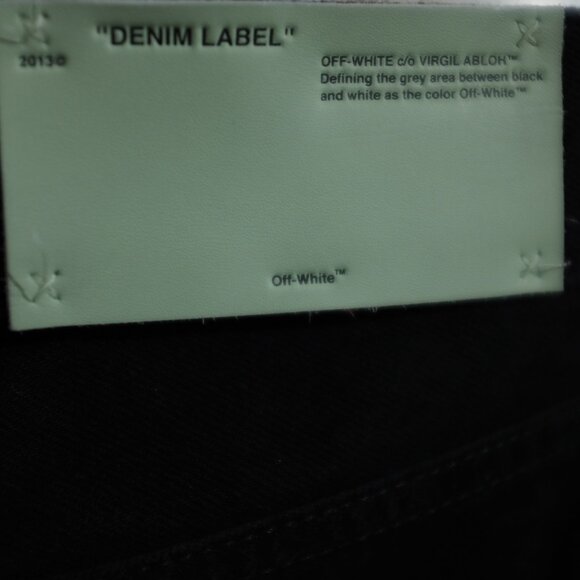 "DENIM LABEL"
2013©
OFF-WHITE c/o VIRGIL ABLOH™
Defining the grey area between black
and white as the color Off-White™
Off-White™